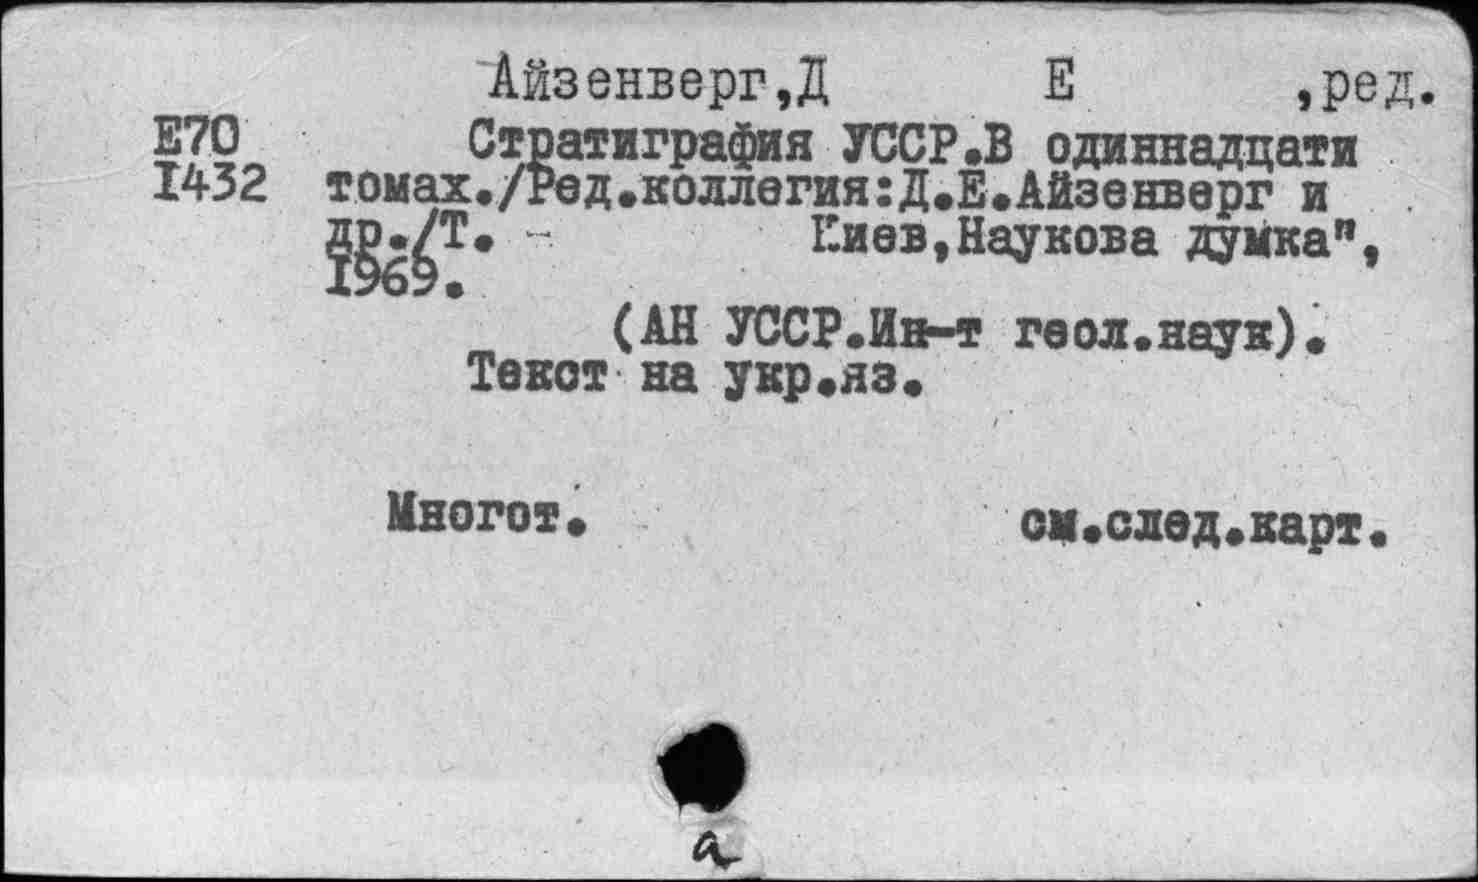 Айзенверг,Д Е ,ред.
Е70 Стратиграфия УССР.В одиннадцати
1432 томах./Ред.коллегия:Д.Е.Айзенверг и
др./Т. - Киев,Наукова думка",
1969.
(АН УССР.Ин-т геол.наук).
Текст на укр.яз.
Многот. см.след.карт.